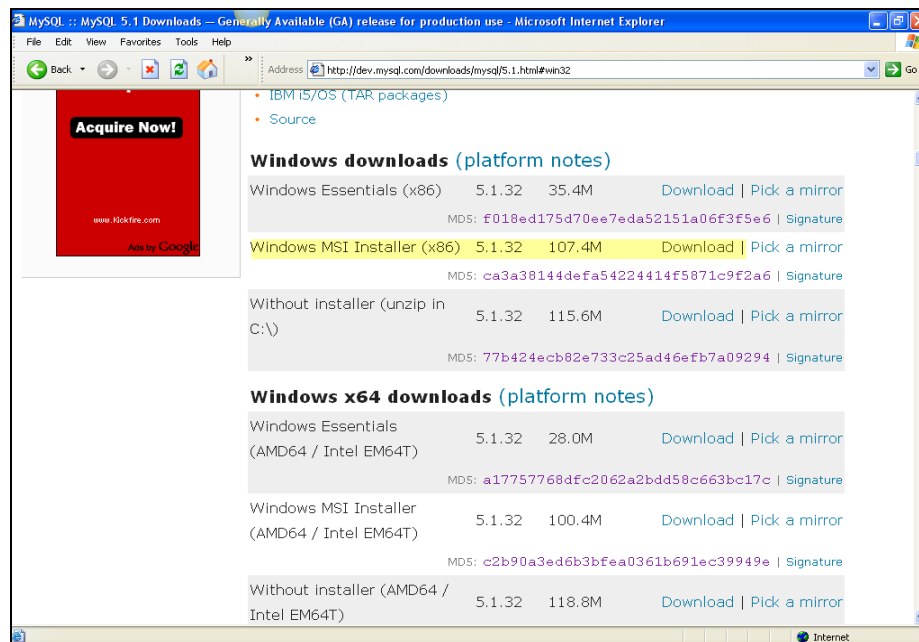 MySQL :: MySQL 5.1 Downloads — Generally Available (GA) release for production use - Microsoft Internet Explorer
File Edit View Favorites Tools Help
Back » Address http://dev.mysql.com/downloads/mysql/5.1.html#win32 Go
• IBM i5/OS (TAR packages)
• Source
Acquire Now!
www.Kickfire.com
Ads by Google
Windows downloads (platform notes)
Windows Essentials (x86) 5.1.32 35.4M Download | Pick a mirror
MD5: f018ed175d70ee7eda52151a06f3f5e6 | Signature
Windows MSI Installer (x86) 5.1.32 107.4M Download | Pick a mirror
MD5: ca3a38144defa54224414f5871c9f2a6 | Signature
Without installer (unzip in
C:\) 5.1.32 115.6M Download | Pick a mirror
MD5: 77b424ecb82e733c25ad46efb7a09294 | Signature
Windows x64 downloads (platform notes)
Windows Essentials
(AMD64 / Intel EM64T) 5.1.32 28.0M Download | Pick a mirror
MD5: a17757768dfc2062a2bdd58c663bc17c | Signature
Windows MSI Installer
(AMD64 / Intel EM64T) 5.1.32 100.4M Download | Pick a mirror
MD5: c2b90a3ed6b3bfea0361b691ec39949e | Signature
Without installer (AMD64 /
Intel EM64T) 5.1.32 118.8M Download | Pick a mirror
Internet